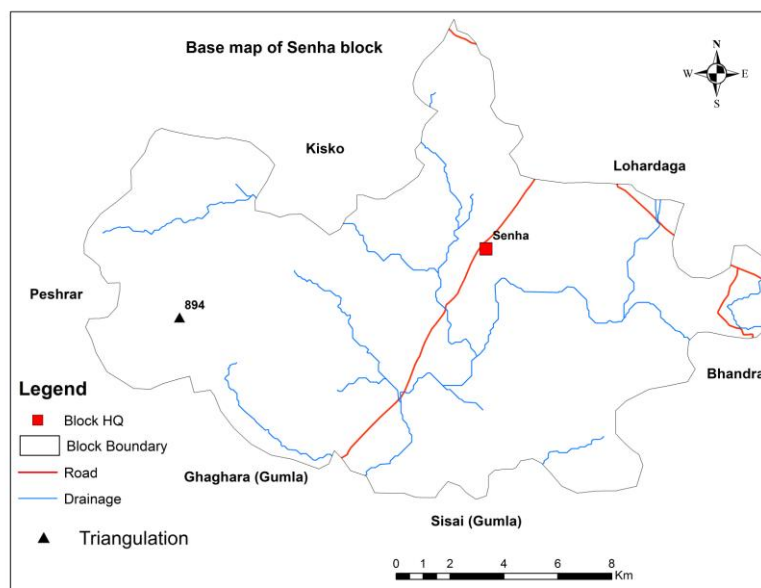 Base map of Senha block
N
W E
S
Kisko
Lohardaga
Senha
Peshrar
894
Bhandra
Legend
Block HQ
Block Boundary
Road
Drainage
Triangulation
Ghaghara (Gumla)
Sisai (Gumla)
0 1 2 4 6 8
Km